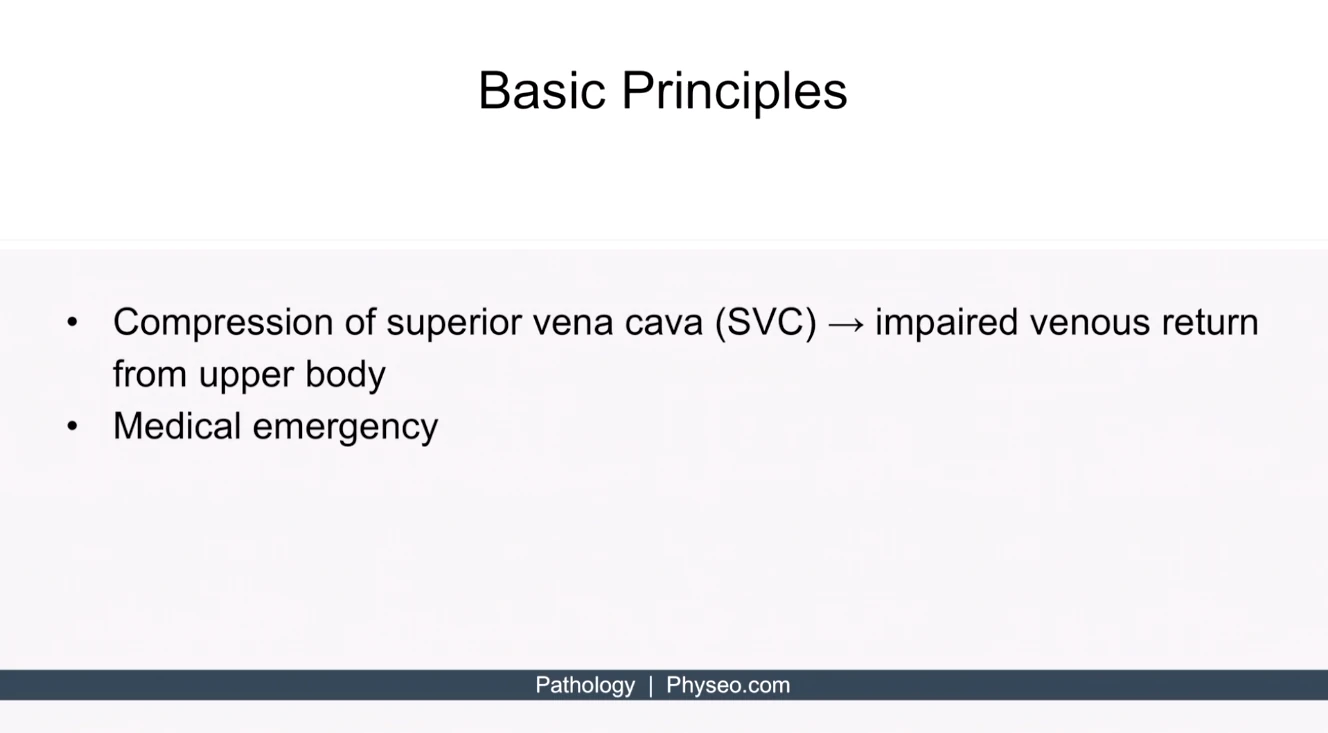 Basic Principles
• Compression of superior vena cava (SVC) → impaired venous return
from upper body
• Medical emergency
Pathology | Physeo.com